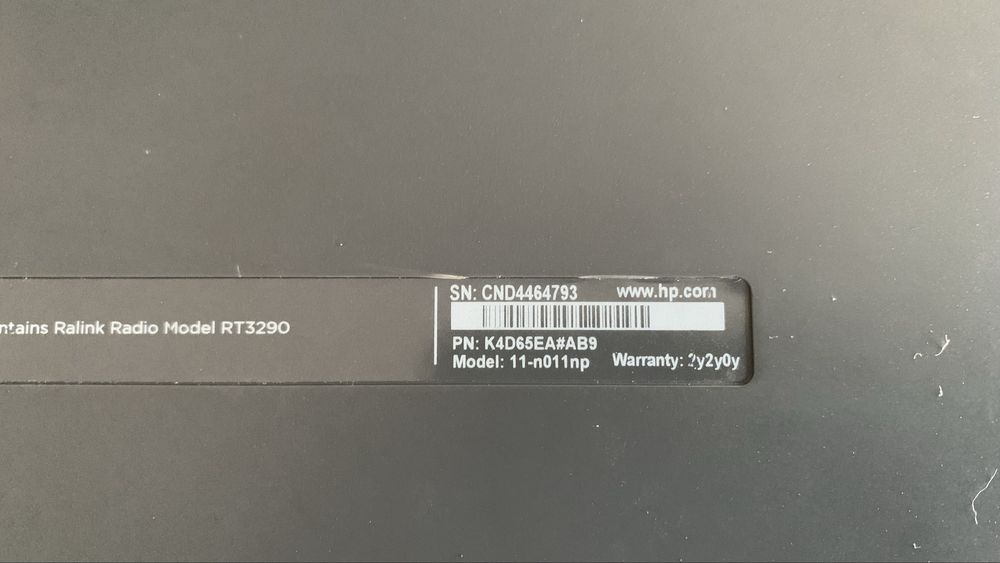 ntains Ralink Radio Model RT3290
SN: CND4464793 www.hp.com
PN: K4D65EA#AB9
Model: 11-n011np Warranty: 2y2y0y